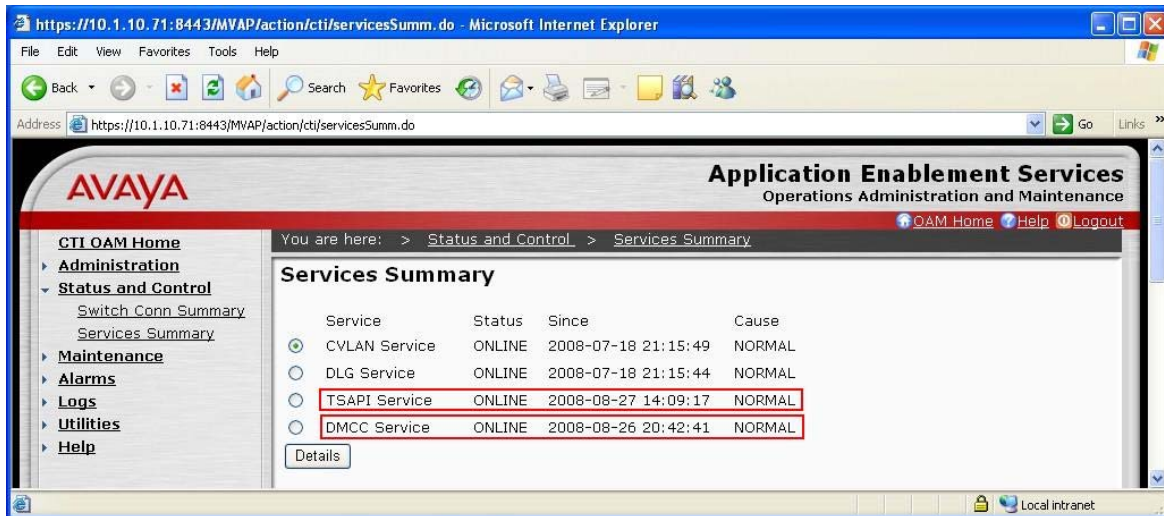 https://10.1.10.71:8443/MVAP/action/cti/servicesSumm.do - Microsoft Internet Explorer
File Edit View Favorites Tools Help
Back Search Favorites
Address https://10.1.10.71:8443/MVAP/action/cti/servicesSumm.do Go Links »
AVAYA
Application Enablement Services
Operations Administration and Maintenance
OAM Home Help Logout
You are here: > Status and Control > Services Summary
CTI OAM Home
Administration
Status and Control
Switch Conn Summary
Services Summary
Maintenance
Alarms
Logs
Utilities
Help
Services Summary
Service Status Since Cause
CVLAN Service ONLINE 2008-07-18 21:15:49 NORMAL
DLG Service ONLINE 2008-07-18 21:15:44 NORMAL
TSAPI Service ONLINE 2008-08-27 14:09:17 NORMAL
DMCC Service ONLINE 2008-08-26 20:42:41 NORMAL
Details
Local intranet